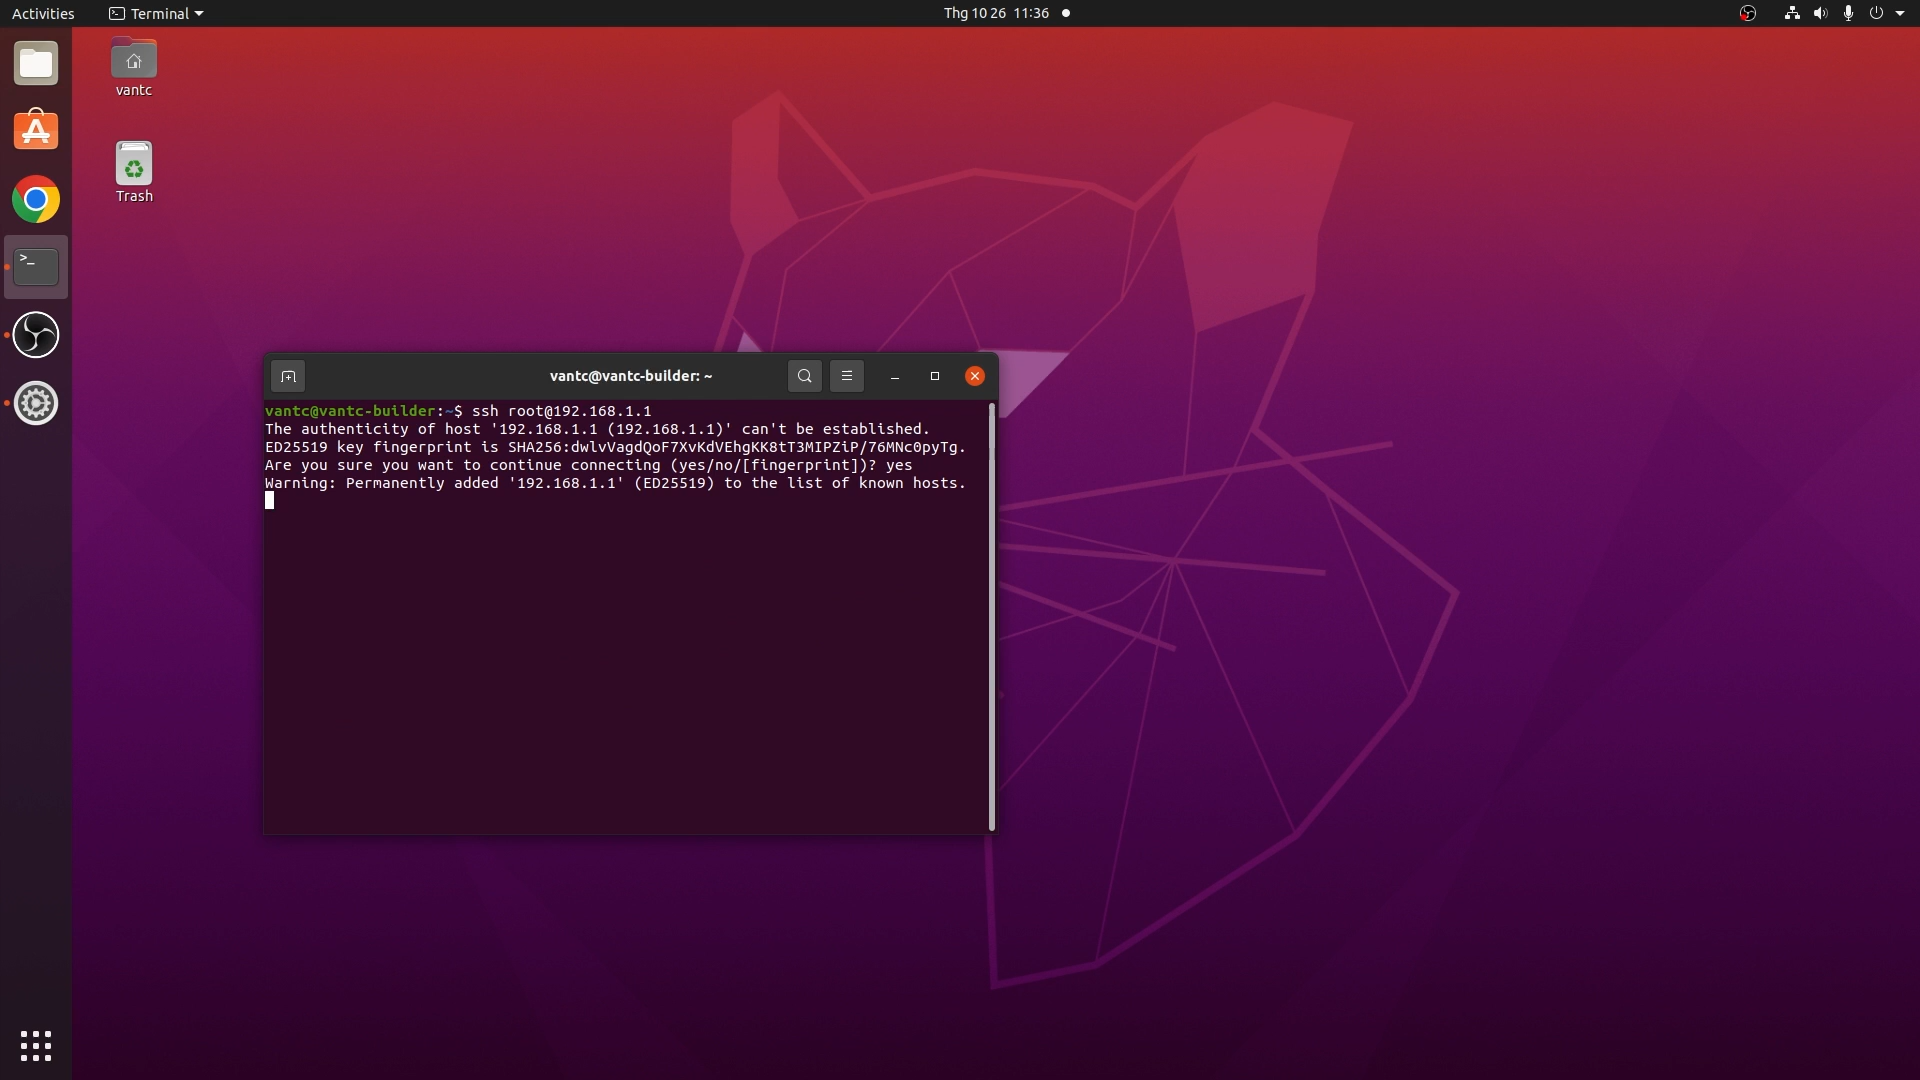 Activities
Terminal
Thg 10 26 11:36
vantc
Trash
vantc@vantc-builder: ~
vantc@vantc-builder:~$ ssh root@192.168.1.1
The authenticity of host '192.168.1.1 (192.168.1.1)' can't be established.
ED25519 key fingerprint is SHA256:dwlvVagdQoF7XvKdVEhgKK8tT3MIPZiP/76MNc0pyTg.
Are you sure you want to continue connecting (yes/no/[fingerprint])? yes
Warning: Permanently added '192.168.1.1' (ED25519) to the list of known hosts.